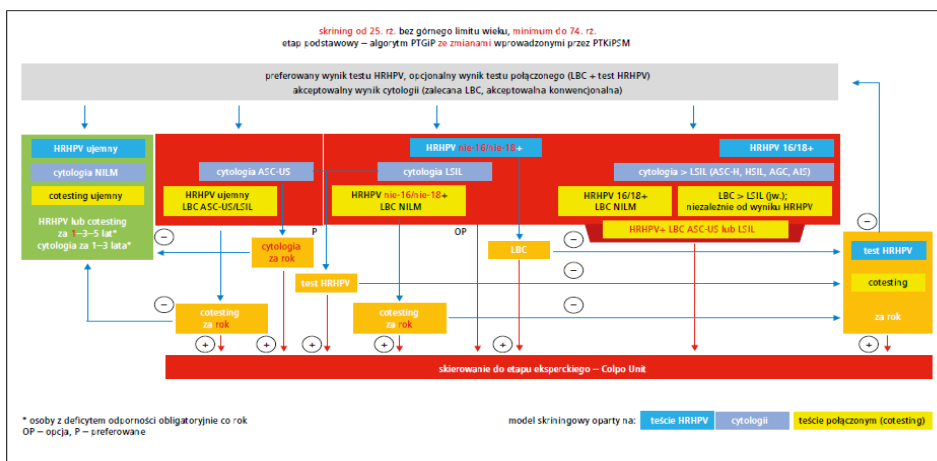 skrining od 25. rż. bez górnego limitu wieku, minimum do 74. rż.
etap podstawowy – algorytm PTGiP ze zmianami wprowadzonymi przez PTKiPSM
preferowany wynik testu HRHPV, opcjonalny wynik testu połączonego (LBC + test HRHPV)
akceptowalny wynik cytologii (zalecana LBC, akceptowalna konwencjonalna)
HRHPV ujemny
cytologia NILM
cotesting ujemny
HRHPV lub cotesting
za 1–3–5 lat*
cytologia za 1–3 lata*
HRHPV nie-16/nie-18+
HRHPV 16/18+
cytologia ASC-US
cytologia LSIL
cytologia > LSIL (ASC-H, HSIL, AGC, AIS)
HRHPV ujemny
LBC ASC-US/LSIL
HRHPV nie-16/nie-18+
LBC NILM
HRHPV 16/18+
LBC NILM
LBC > LSIL (jw.);
niezależnie od wyniku HRHPV
HRHPV+ LBC ASC-US lub LSIL
P
OP
–
cytologia
za rok
LBC
–
–
test HRHPV
test HRHPV
–
cotesting
–
cotesting
za rok
cotesting
za rok
–
za rok
+
+
+
+
+
+
+
skierowanie do etapu eksperckiego – Colpo Unit
* osoby z deficytem odporności obligatoryjnie co rok
OP – opcja, P – preferowane
model skriningowy oparty na:
teście HRHPV
cytologii
teście połączonym (cotesting)